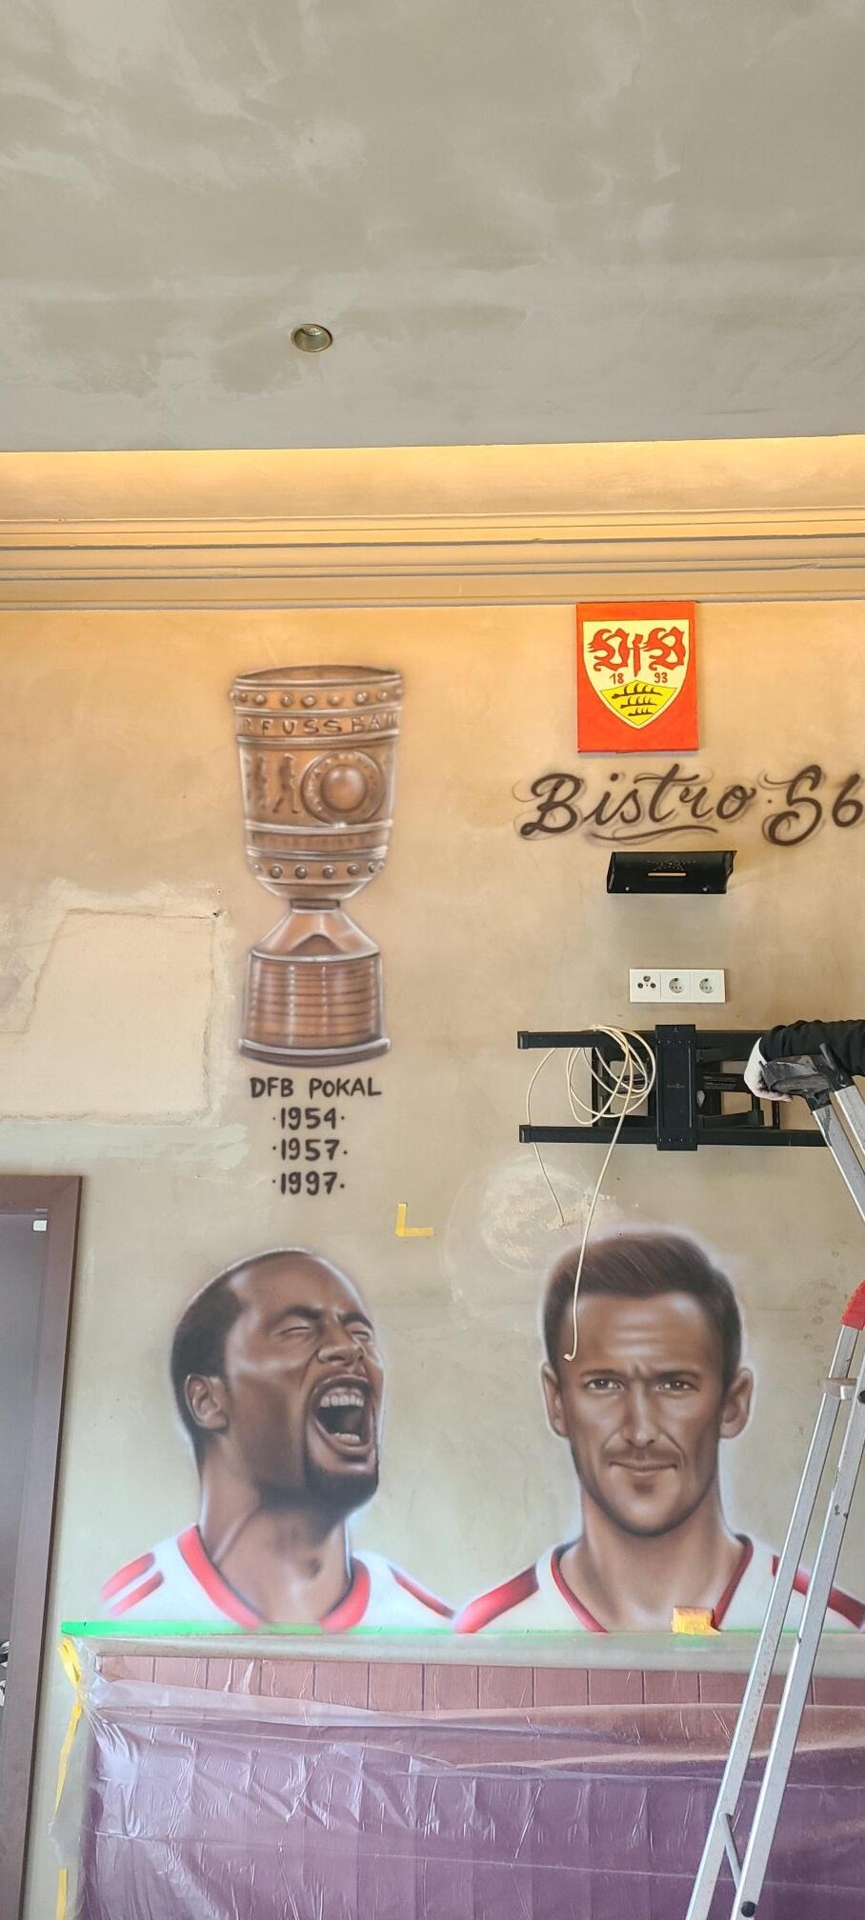 VfB
18 93
FUSSBAL
Bistro S6
DFB POKAL
·1954·
·1957·
·1997·